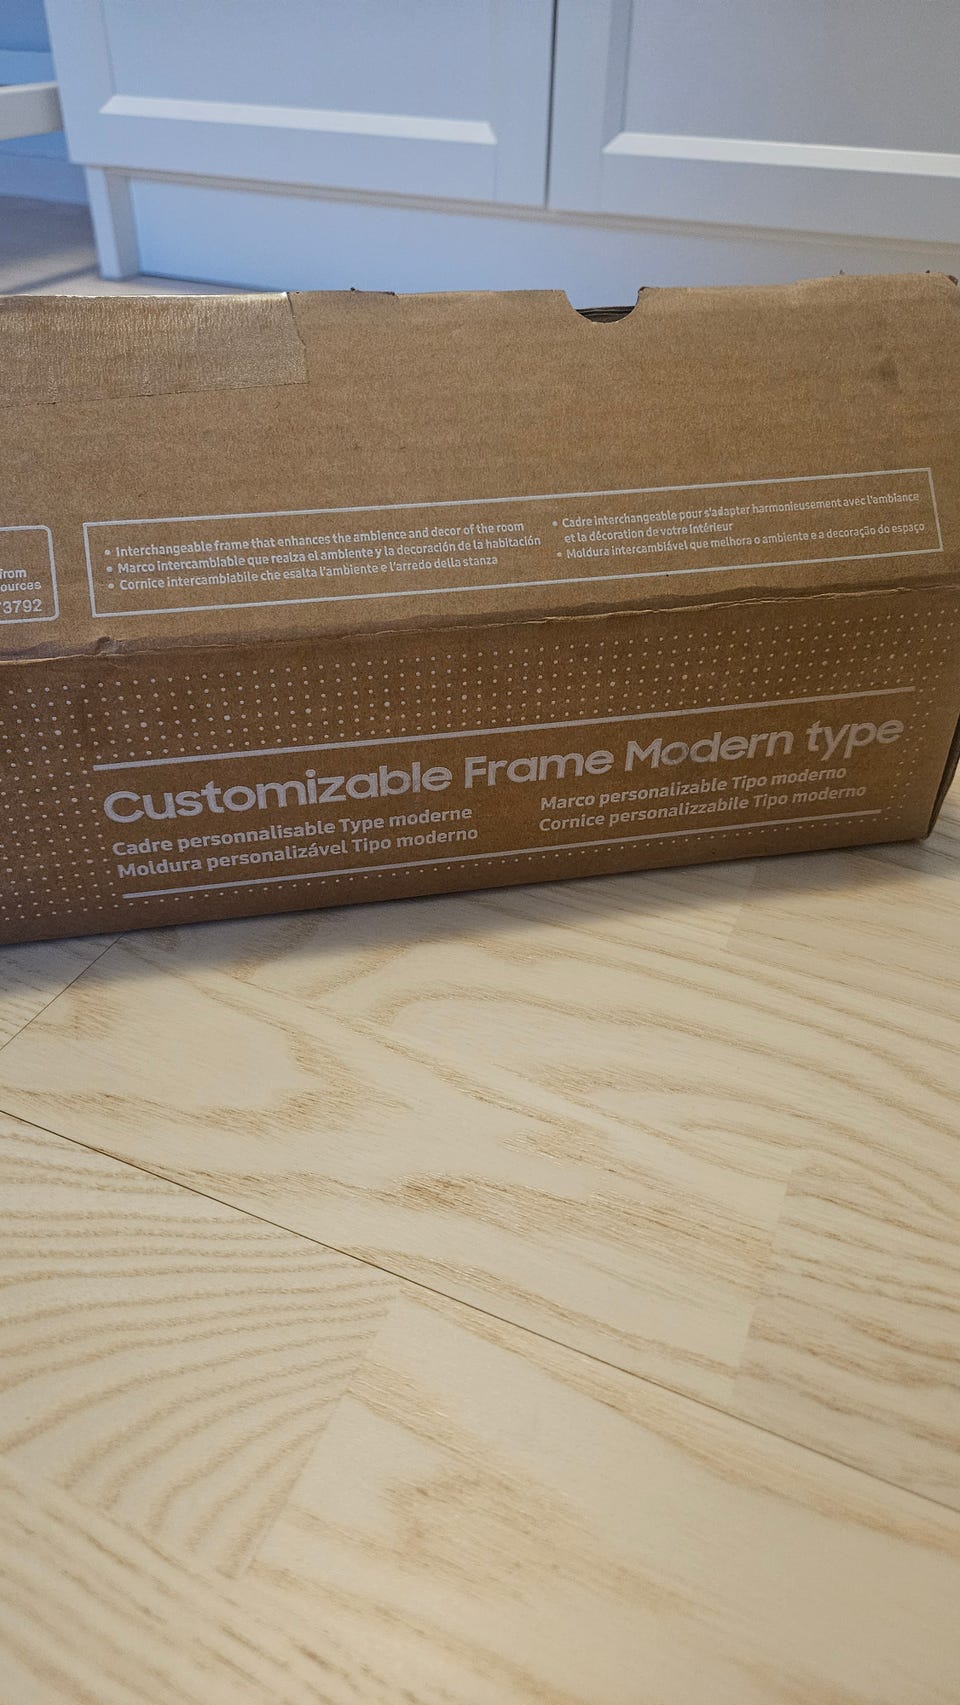 from
ources
3792
• Interchangeable frame that enhances the ambience and decor of the room
• Marco intercambiable que realza el ambiente y la decoración de la habitación
• Cornice intercambiabile che esalta l'ambiente e l'arredo della stanza
• Cadre interchangeable pour s'adapter harmonieusement avec l'ambiance
et la décoration de votre intérieur
• Moldura intercambiável que melhora o ambiente e a decoração do espaço
Customizable Frame Modern type
Cadre personnalisable Type moderne
Moldura personalizável Tipo moderno
Marco personalizable Tipo moderno
Cornice personalizzabile Tipo moderno